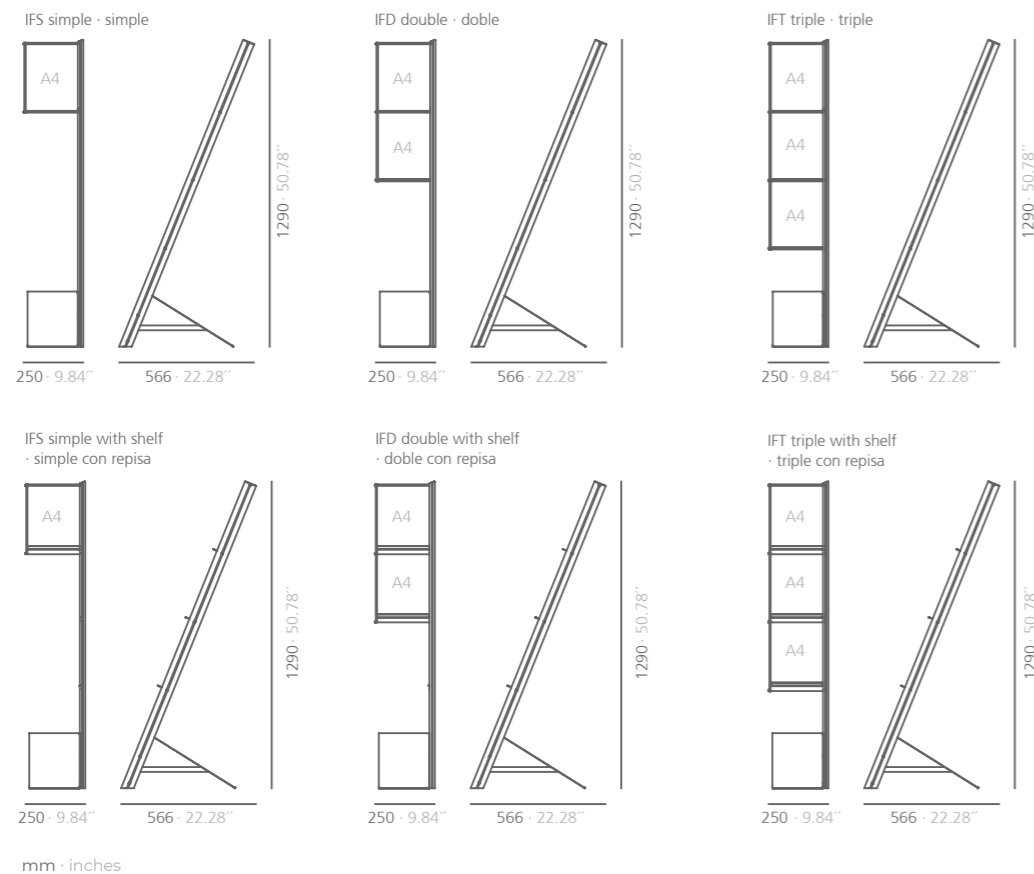 IFS simple · simple
A4
1290 · 50.78´´
250 · 9.84´´
566 · 22.28´´
IFD double · doble
A4
A4
1290 · 50.78´´
250 · 9.84´´
566 · 22.28´´
IFT triple · triple
A4
A4
A4
1290 · 50.78´´
250 · 9.84´´
566 · 22.28´´
IFS simple with shelf
· simple con repisa
A4
1290 · 50.78´´
250 · 9.84´´
566 · 22.28´´
IFD double with shelf
· doble con repisa
A4
A4
1290 · 50.78´´
250 · 9.84´´
566 · 22.28´´
IFT triple with shelf
· triple con repisa
A4
A4
A4
1290 · 50.78´´
250 · 9.84´´
566 · 22.28´´
mm · inches